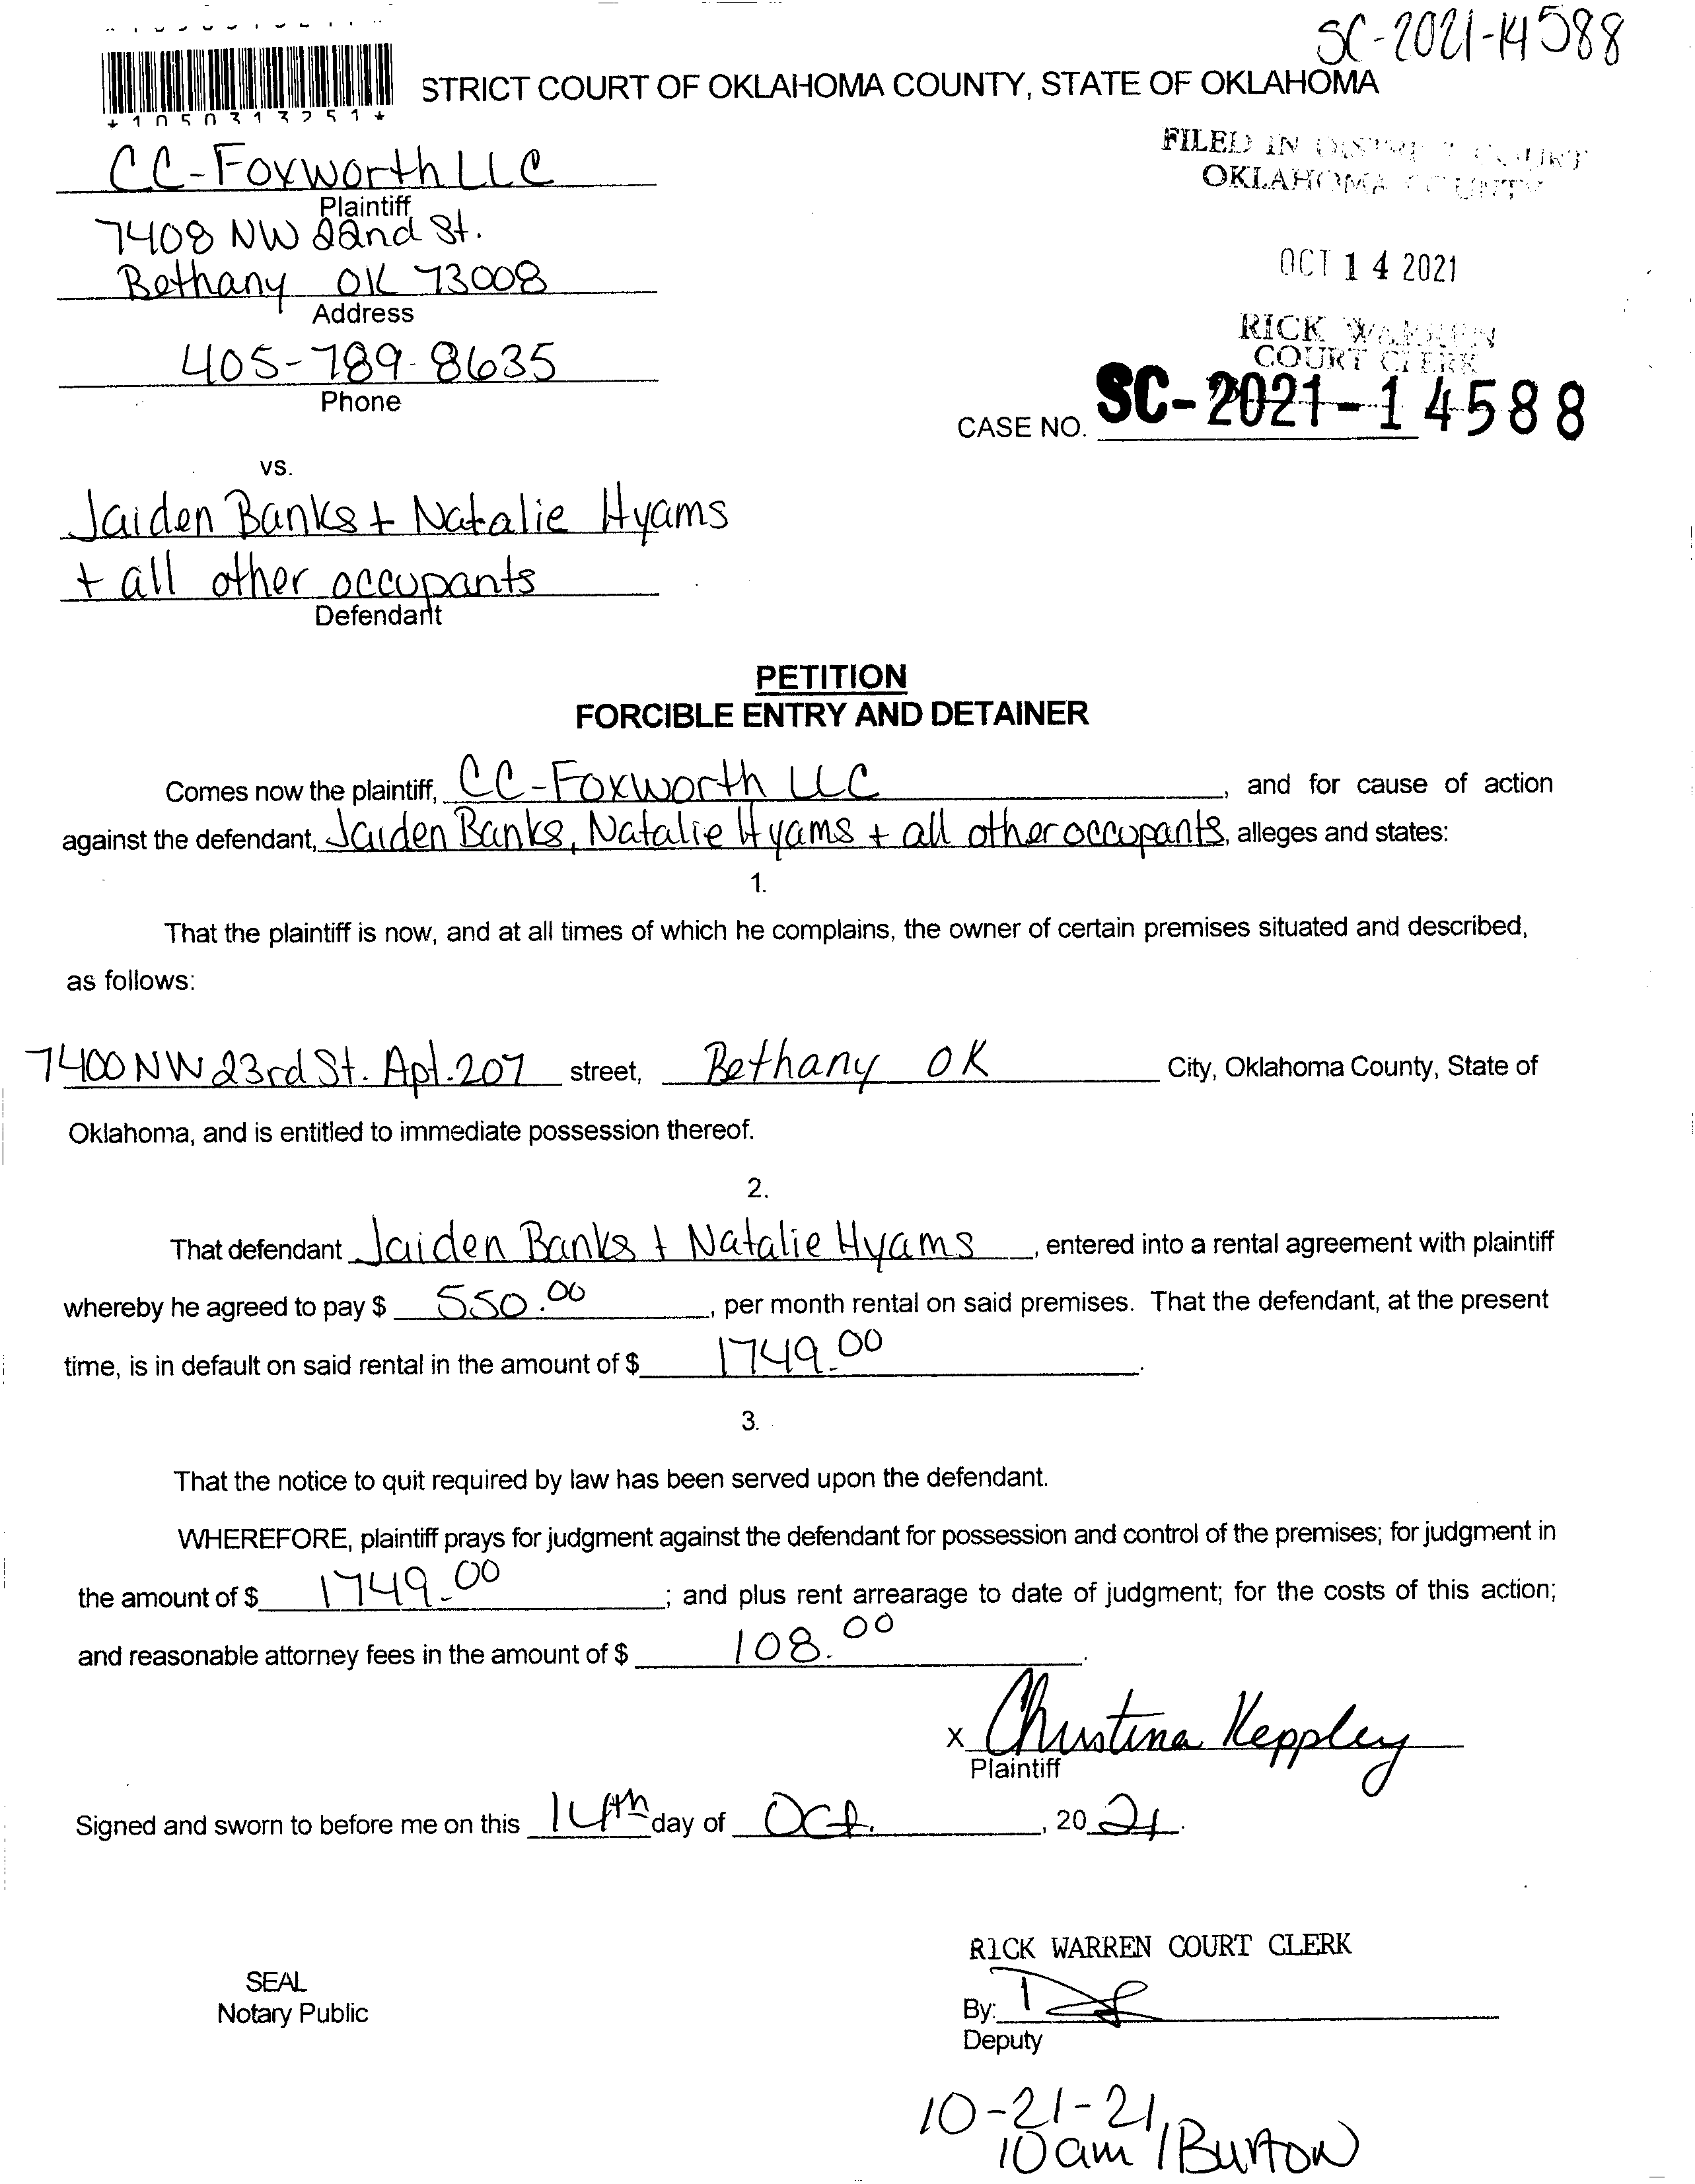 SC-2021-14588
STRICT COURT OF OKLAHOMA COUNTY, STATE OF OKLAHOMA
*1050313251*
FILED IN DISTRICT COURT
OKLAHOMA COUNTY
CC-Foxworth LLC
Plaintiff
7408 NW 22nd St.
Bethany OK 73008
Address
OCT 14 2021
405-789-8635
Phone
RICK WARREN
COURT CLERK
CASE NO. SC-2021-14588
vs.
Jaiden Banks + Natalie Hyams
+ all other occupants
Defendant
PETITION
FORCIBLE ENTRY AND DETAINER
Comes now the plaintiff, CC-Foxworth LLC, and for cause of action
against the defendant, Jaiden Banks, Natalie Hyams + all other occupants, alleges and states:
1.
That the plaintiff is now, and at all times of which he complains, the owner of certain premises situated and described,
as follows:
7400 NW 23rd St. Apt. 207 street, Bethany OK City, Oklahoma County, State of
Oklahoma, and is entitled to immediate possession thereof.
2.
That defendant Jaiden Banks + Natalie Hyams, entered into a rental agreement with plaintiff
whereby he agreed to pay $ 550.00, per month rental on said premises. That the defendant, at the present
time, is in default on said rental in the amount of $ 1749.00.
3.
That the notice to quit required by law has been served upon the defendant.
WHEREFORE, plaintiff prays for judgment against the defendant for possession and control of the premises; for judgment in
the amount of $ 1749.00; and plus rent arrearage to date of judgment; for the costs of this action;
and reasonable attorney fees in the amount of $ 108.00.
x Christina Keppley
Plaintiff
Signed and sworn to before me on this 14th day of Oct., 2021.
RICK WARREN COURT CLERK
SEAL
Notary Public
By:
Deputy
10-21-21
10am / Burton